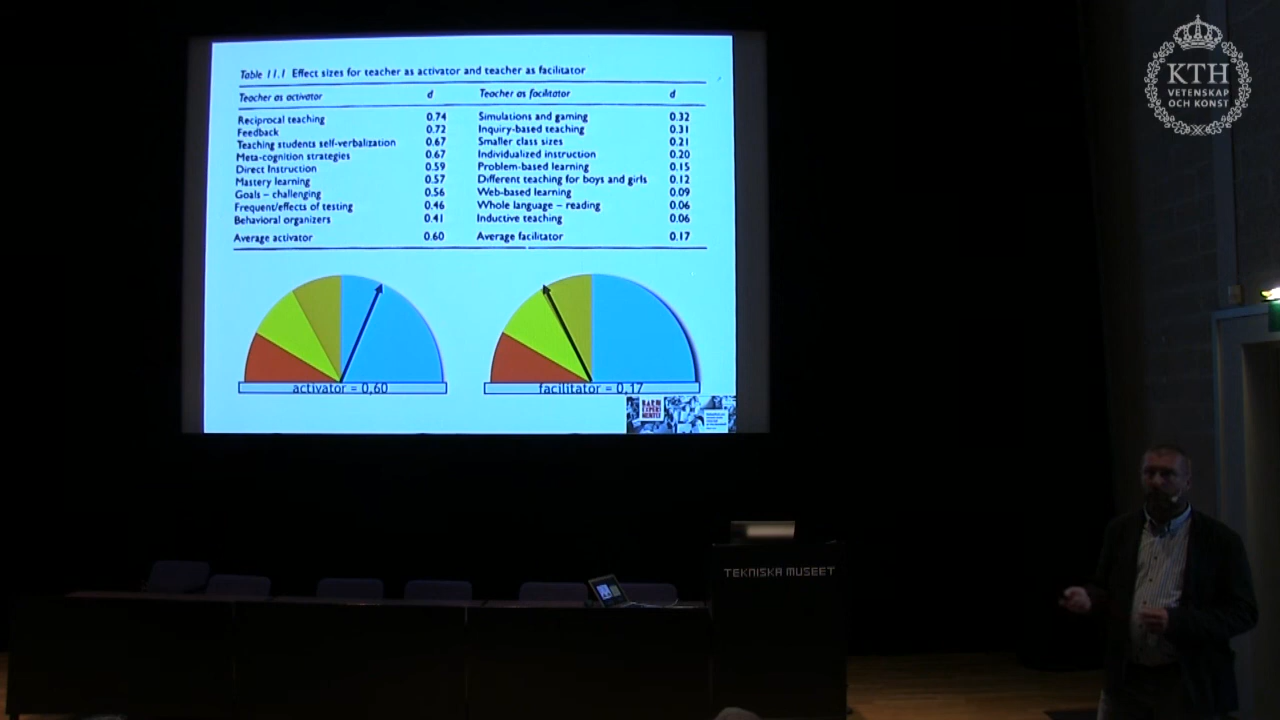 Table 11.1 Effect sizes for teacher as activator and teacher as facilitator
Teacher as activator d Teacher as facilitator d
Reciprocal teaching 0.74 Simulations and gaming 0.32
Feedback 0.72 Inquiry-based teaching 0.31
Teaching students self-verbalization 0.67 Smaller class sizes 0.21
Meta-cognition strategies 0.67 Individualized instruction 0.20
Direct Instruction 0.59 Problem-based learning 0.15
Mastery learning 0.57 Different teaching for boys and girls 0.12
Goals – challenging 0.56 Web-based learning 0.09
Frequent/effects of testing 0.46 Whole language – reading 0.06
Behavioral organizers 0.41 Inductive teaching 0.06
Average activator 0.60 Average facilitator 0.17
activator = 0,60 facilitator = 0,17
KTH
VETENSKAP
OCH KONST
TEKNISKA MUSEET